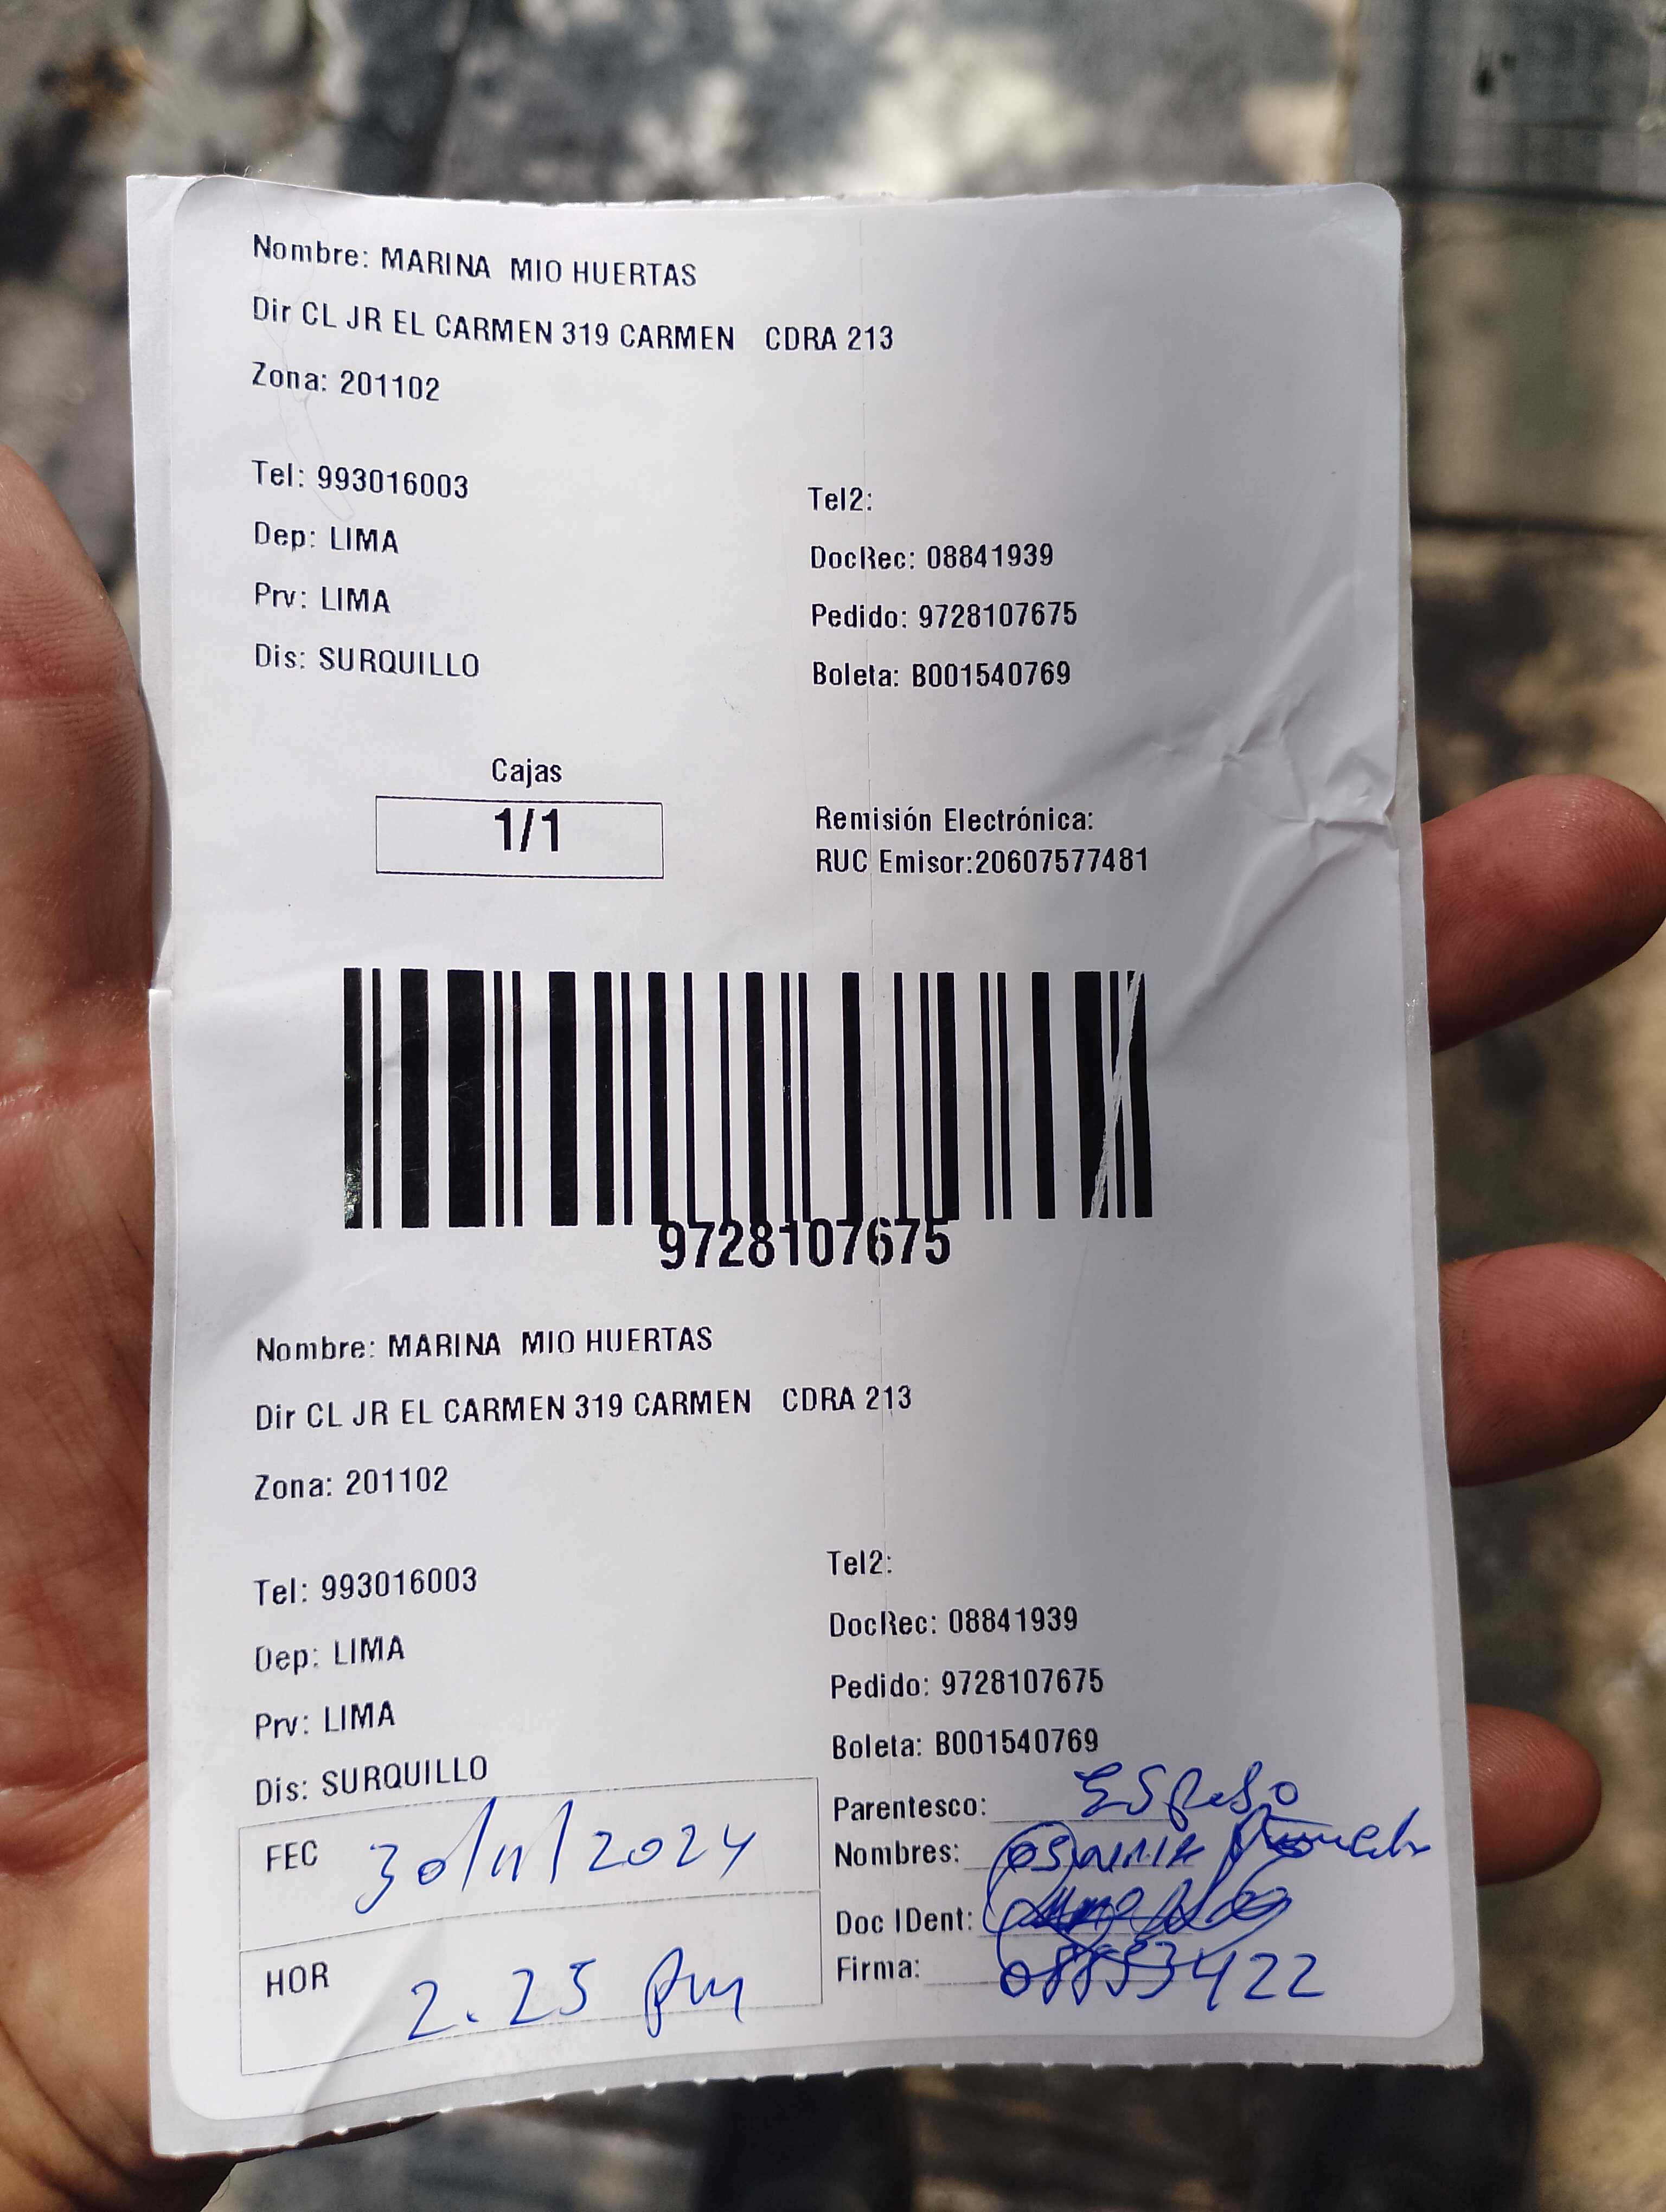 Nombre: MARINA MIO HUERTAS
Dir CL JR EL CARMEN 319 CARMEN CDRA 213
Zona: 201102
Tel: 993016003
Tel2:
Dep: LIMA
DocRec: 08841939
Prv: LIMA
Pedido: 9728107675
Dis: SURQUILLO
Boleta: B001540769
Cajas
1/1
Remisión Electrónica:
RUC Emisor:20607577481
9728107675
Nombre: MARINA MIO HUERTAS
Dir CL JR EL CARMEN 319 CARMEN CDRA 213
Zona: 201102
Tel: 993016003
Tel2:
Dep: LIMA
DocRec: 08841939
Prv: LIMA
Pedido: 9728107675
Dis: SURQUILLO
Boleta: B001540769
FEC 30/11/2024
Parentesco: Esposo
Nombres:
Doc IDent:
HOR 2.25 pm
Firma: